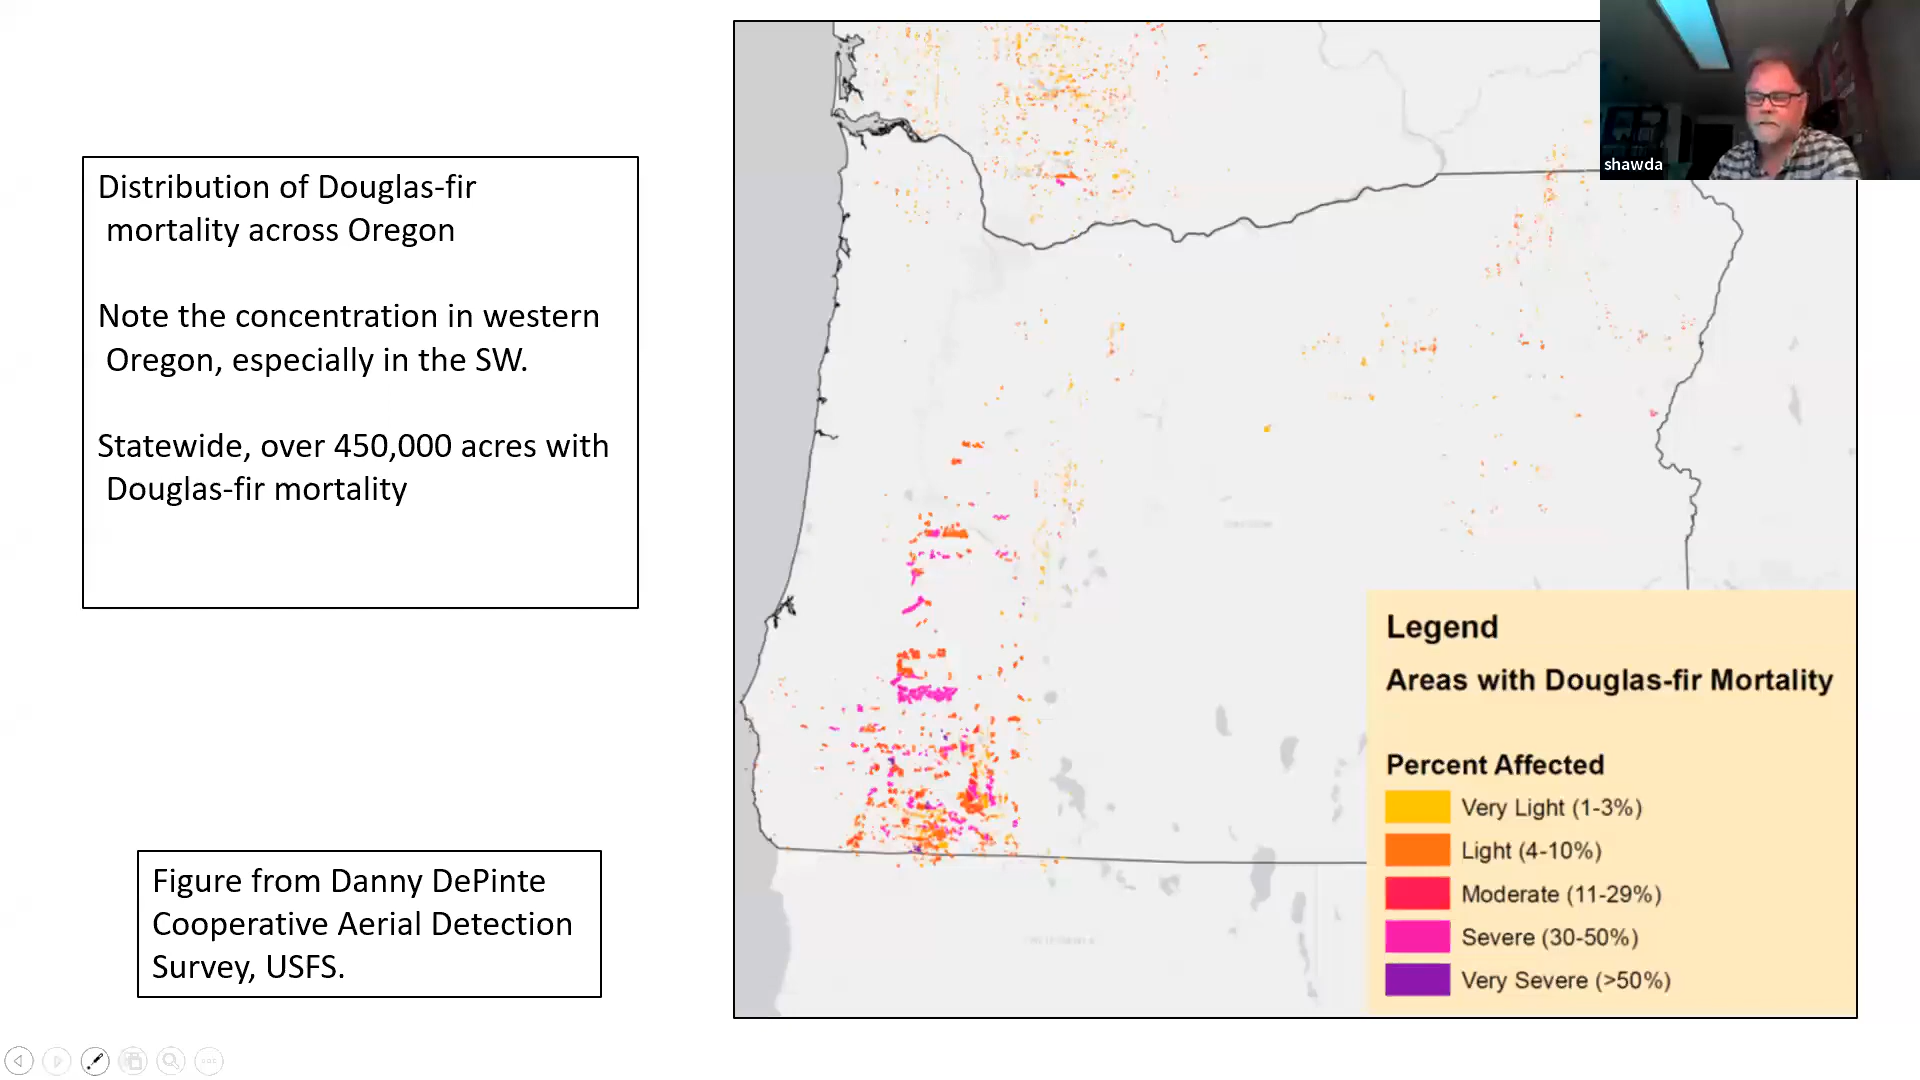 Distribution of Douglas-fir
mortality across Oregon
Note the concentration in western
Oregon, especially in the SW.
Statewide, over 450,000 acres with
Douglas-fir mortality
Figure from Danny DePinte
Cooperative Aerial Detection
Survey, USFS.
shawda
Legend
Areas with Douglas-fir Mortality
Percent Affected
Very Light (1-3%)
Light (4-10%)
Moderate (11-29%)
Severe (30-50%)
Very Severe (>50%)